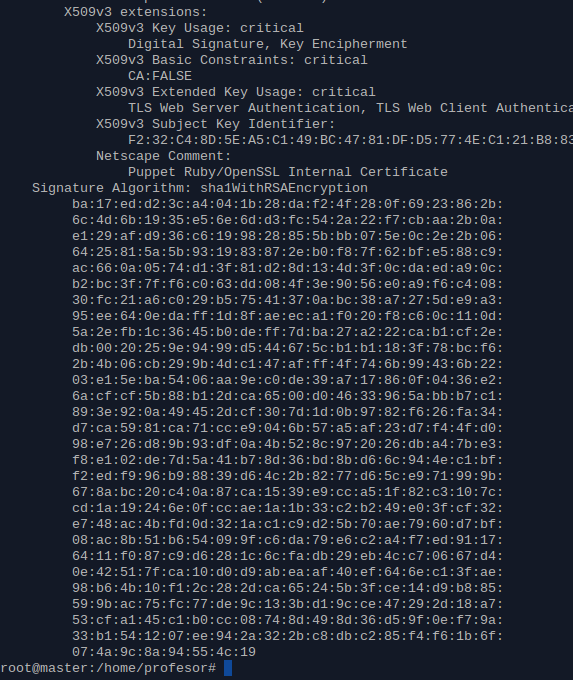 X509v3 extensions:
X509v3 Key Usage: critical
Digital Signature, Key Encipherment
X509v3 Basic Constraints: critical
CA:FALSE
X509v3 Extended Key Usage: critical
TLS Web Server Authentication, TLS Web Client Authentica
X509v3 Subject Key Identifier:
F2:32:C4:8D:5E:A5:C1:49:BC:47:81:DF:D5:77:4E:C1:21:B8:83
Netscape Comment:
Puppet Ruby/OpenSSL Internal Certificate
Signature Algorithm: sha1WithRSAEncryption
ba:17:ed:d2:3c:a4:04:1b:28:da:f2:4f:28:0f:69:23:86:2b:
6c:4d:6b:19:35:e5:6e:6d:d3:fc:54:2a:22:f7:cb:aa:2b:0a:
e1:29:af:d9:36:c6:19:98:28:85:5b:bb:07:5e:0c:2e:2b:06:
64:25:81:5a:5b:93:19:83:87:2e:b0:f8:7f:62:bf:e5:88:c9:
ac:66:0a:05:74:d1:3f:81:d2:8d:13:4d:3f:0c:da:ed:a9:0c:
b2:bc:3f:7f:f6:c0:63:dd:08:4f:3e:90:56:e0:a9:f6:c4:08:
30:fc:21:a6:c0:29:b5:75:41:37:0a:bc:38:a7:27:5d:e9:a3:
95:ee:64:0e:da:ff:1d:8f:ae:ec:a1:f0:20:f8:c6:0c:11:0d:
5a:2e:fb:1c:36:45:b0:de:ff:7d:ba:27:a2:22:ca:b1:cf:2e:
db:00:20:25:9e:94:99:d5:44:67:5c:b1:b1:18:3f:78:bc:f6:
2b:4b:06:cb:29:9b:4d:c1:47:af:ff:4f:74:6b:99:43:6b:22:
03:e1:5e:ba:54:06:aa:9e:c0:de:39:a7:17:86:0f:04:36:e2:
6a:cf:cf:5b:88:b1:2d:ca:65:00:d0:46:33:96:5a:bb:b7:c1:
89:3e:92:0a:49:45:2d:cf:30:7d:1d:0b:97:82:f6:26:fa:34:
d7:ca:59:81:ca:71:cc:e9:04:6b:57:a5:af:23:d7:f4:4f:d0:
98:e7:26:d8:9b:93:df:0a:4b:52:8c:97:20:26:db:a4:7b:e3:
f8:e1:02:de:7d:5a:41:b7:8d:36:bd:8b:d6:6c:94:4e:c1:bf:
f2:ed:f9:96:b9:88:39:d6:4c:2b:82:77:d6:5c:e9:71:99:9b:
67:8a:bc:20:c4:0a:87:ca:15:39:e9:cc:a5:1f:82:c3:10:7c:
cd:1a:19:24:6e:0f:cc:ae:1a:1b:33:c2:b2:49:e0:3f:cf:32:
e7:48:ac:4b:fd:0d:32:1a:c1:c9:d2:5b:70:ae:79:60:d7:bf:
08:ac:8b:51:b6:54:09:9f:c6:da:79:e6:c2:a4:f7:ed:91:17:
64:11:f0:87:c9:d6:28:1c:6c:fa:db:29:eb:4c:c7:06:67:d4:
0e:42:51:7f:ca:10:d0:d9:ab:ea:af:40:ef:64:6e:c1:3f:ae:
98:b6:4b:10:f1:2c:28:2d:ca:65:24:5b:3f:ce:14:d9:b8:85:
59:9b:ac:75:fc:77:de:9c:13:3b:d1:9c:ce:47:29:2d:18:a7:
53:cf:a1:45:c1:b0:cc:08:74:8d:49:8d:36:d5:9f:0e:f7:9a:
33:b1:54:12:07:ee:94:2a:32:2b:c8:db:c2:85:f4:f6:1b:6f:
07:4a:9c:8a:94:55:4c:19
root@master:/home/profesor#